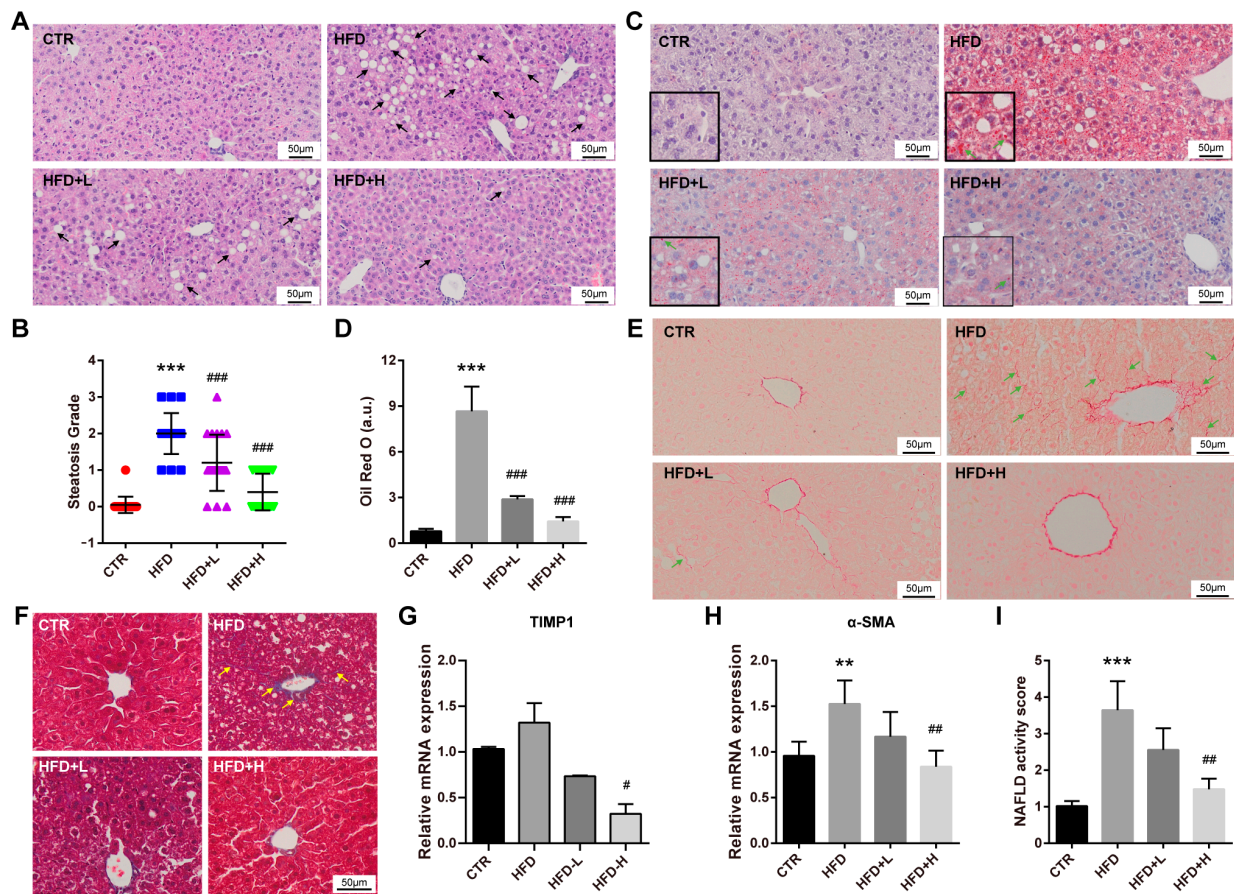 A
CTR
HFD
50μm
50μm
HFD+L
HFD+H
50μm
50μm
C
CTR
HFD
50μm
50μm
HFD+L
HFD+H
50μm
50μm
B
Steatosis Grade
4
3
2
1
0
-1
***
###
###
CTR
HFD
HFD+L
HFD+H
D
Oil Red O (a.u.)
12
9
6
3
0
***
###
###
CTR
HFD
HFD+L
HFD+H
E
CTR
HFD
50μm
50μm
HFD+L
HFD+H
50μm
50μm
F
CTR
HFD
HFD+L
HFD+H
50μm
G
TIMP1
Relative mRNA expression
2.0
1.5
1.0
0.5
0.0
#
CTR
HFD
HFD-L
HFD-H
H
α-SMA
Relative mRNA expression
2.0
1.5
1.0
0.5
0.0
**
##
CTR
HFD
HFD+L
HFD+H
I
NAFLD activity score
5
4
3
2
1
0
***
##
CTR
HFD
HFD+L
HFD+H